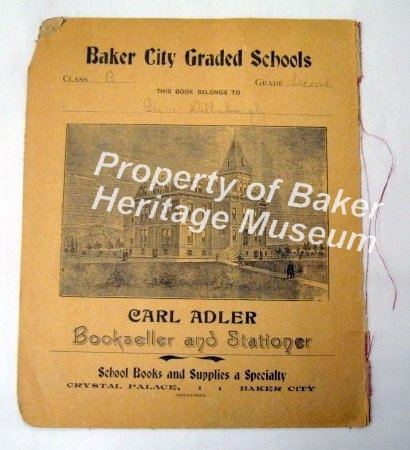 Baker City Graded Schools
CLASS B GRADE Second
THIS BOOK BELONGS TO
Property of Baker
Heritage Museum
CARL ADLER
Bookseller and Stationer
School Books and Supplies a Specialty
CRYSTAL PALACE, : : BAKER CITY